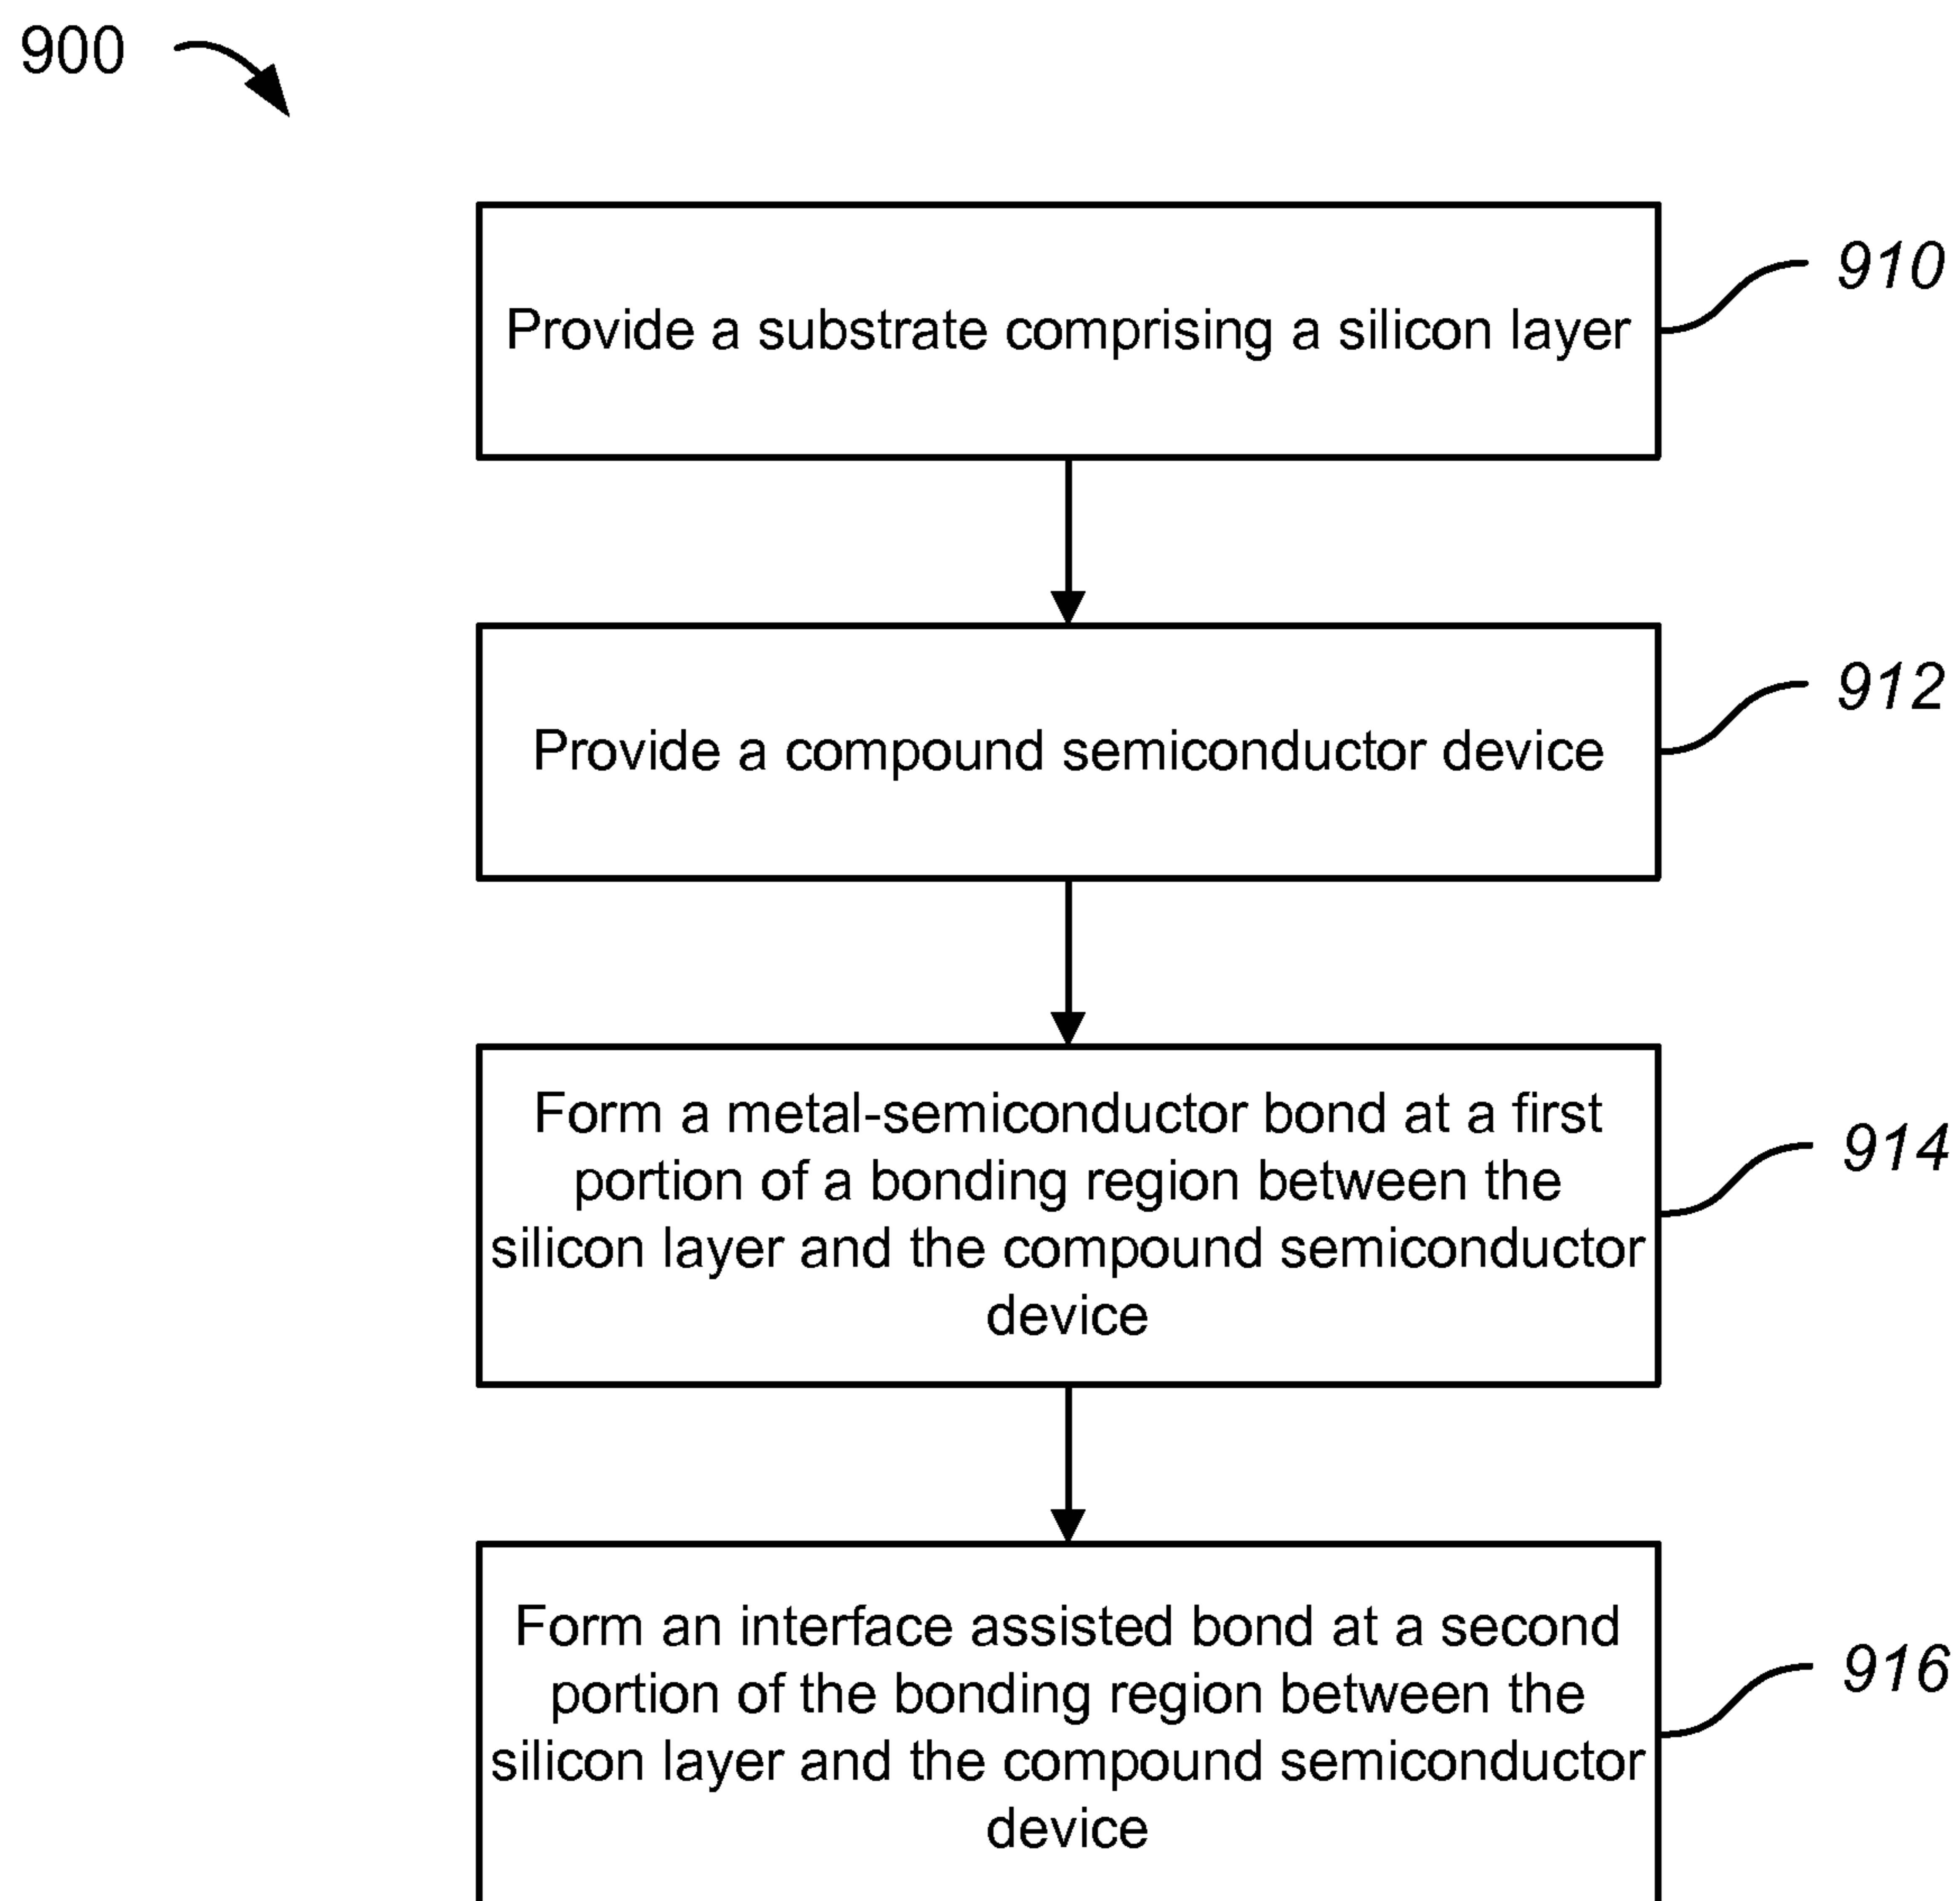 900
Provide a substrate comprising a silicon layer
910
Provide a compound semiconductor device
912
Form a metal-semiconductor bond at a first
portion of a bonding region between the
silicon layer and the compound semiconductor
device
914
Form an interface assisted bond at a second
portion of the bonding region between the
silicon layer and the compound semiconductor
device
916